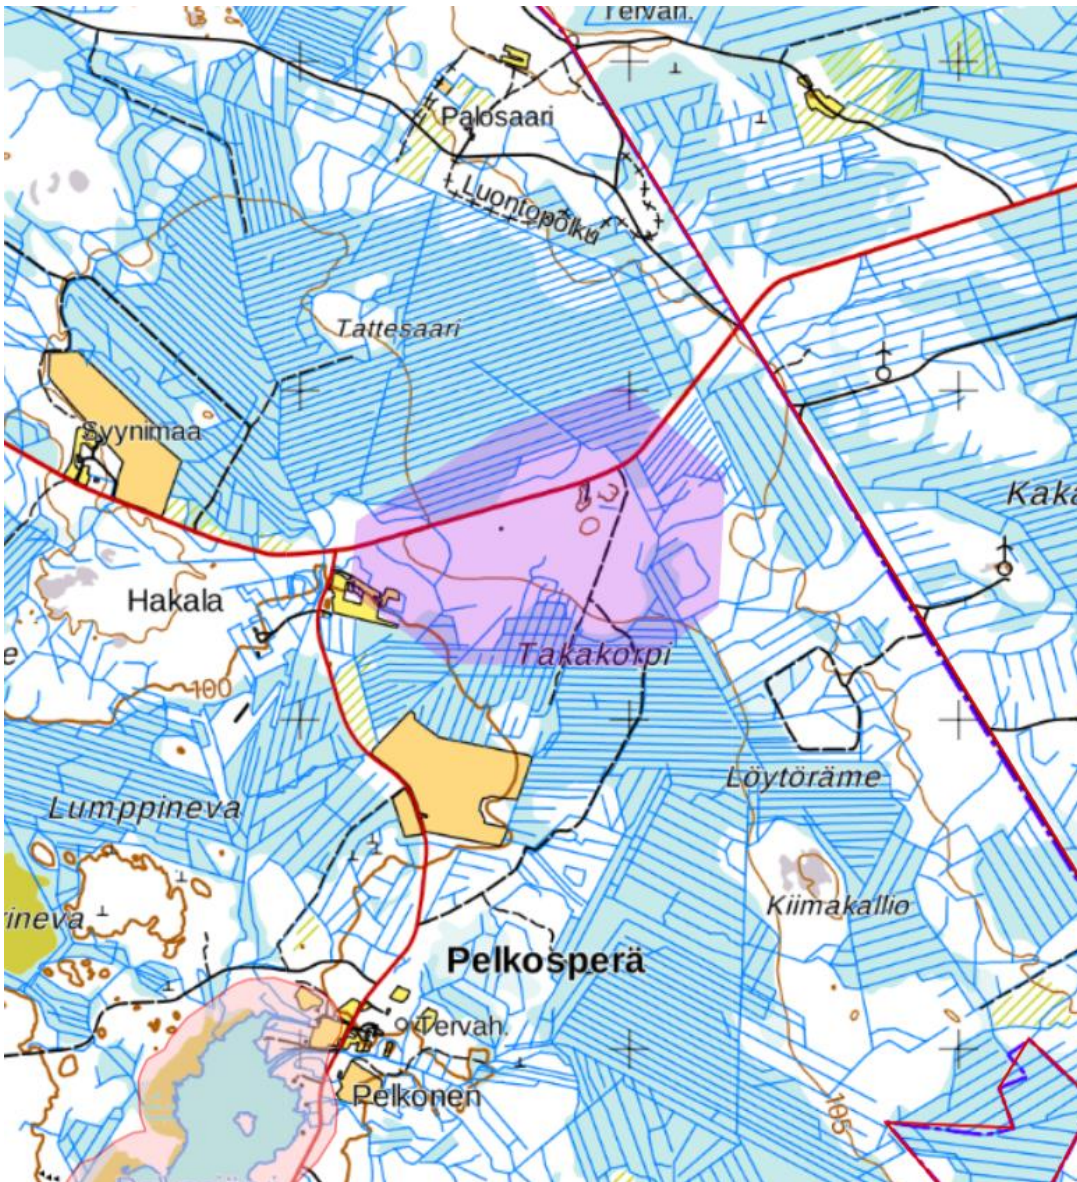 Tervah.
Palosaari
Luontopolku
Tattesaari
Syynimaa
Kaka
Hakala
e
Takakorpi
100
Löytöräme
Lumppineva
Kiimakallio
rineva
Pelkosperä
Tervah.
Pelkonen
105